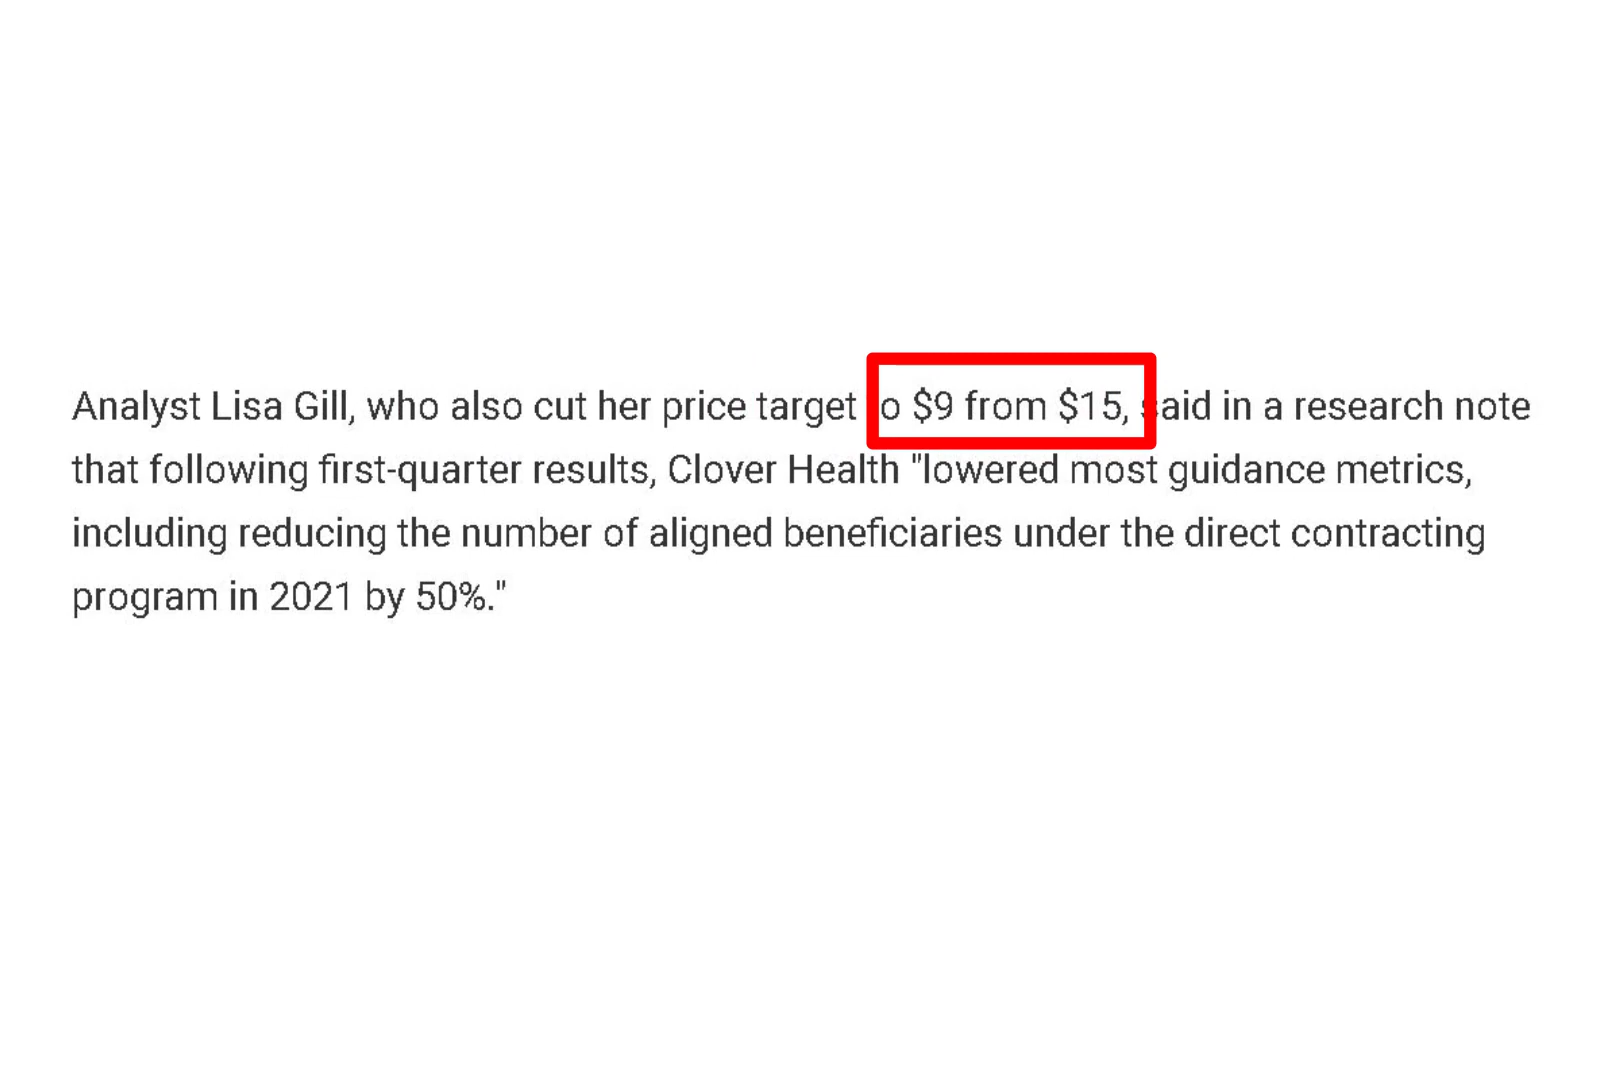 Analyst Lisa Gill, who also cut her price target to $9 from $15, said in a research note
that following first-quarter results, Clover Health "lowered most guidance metrics,
including reducing the number of aligned beneficiaries under the direct contracting
program in 2021 by 50%."